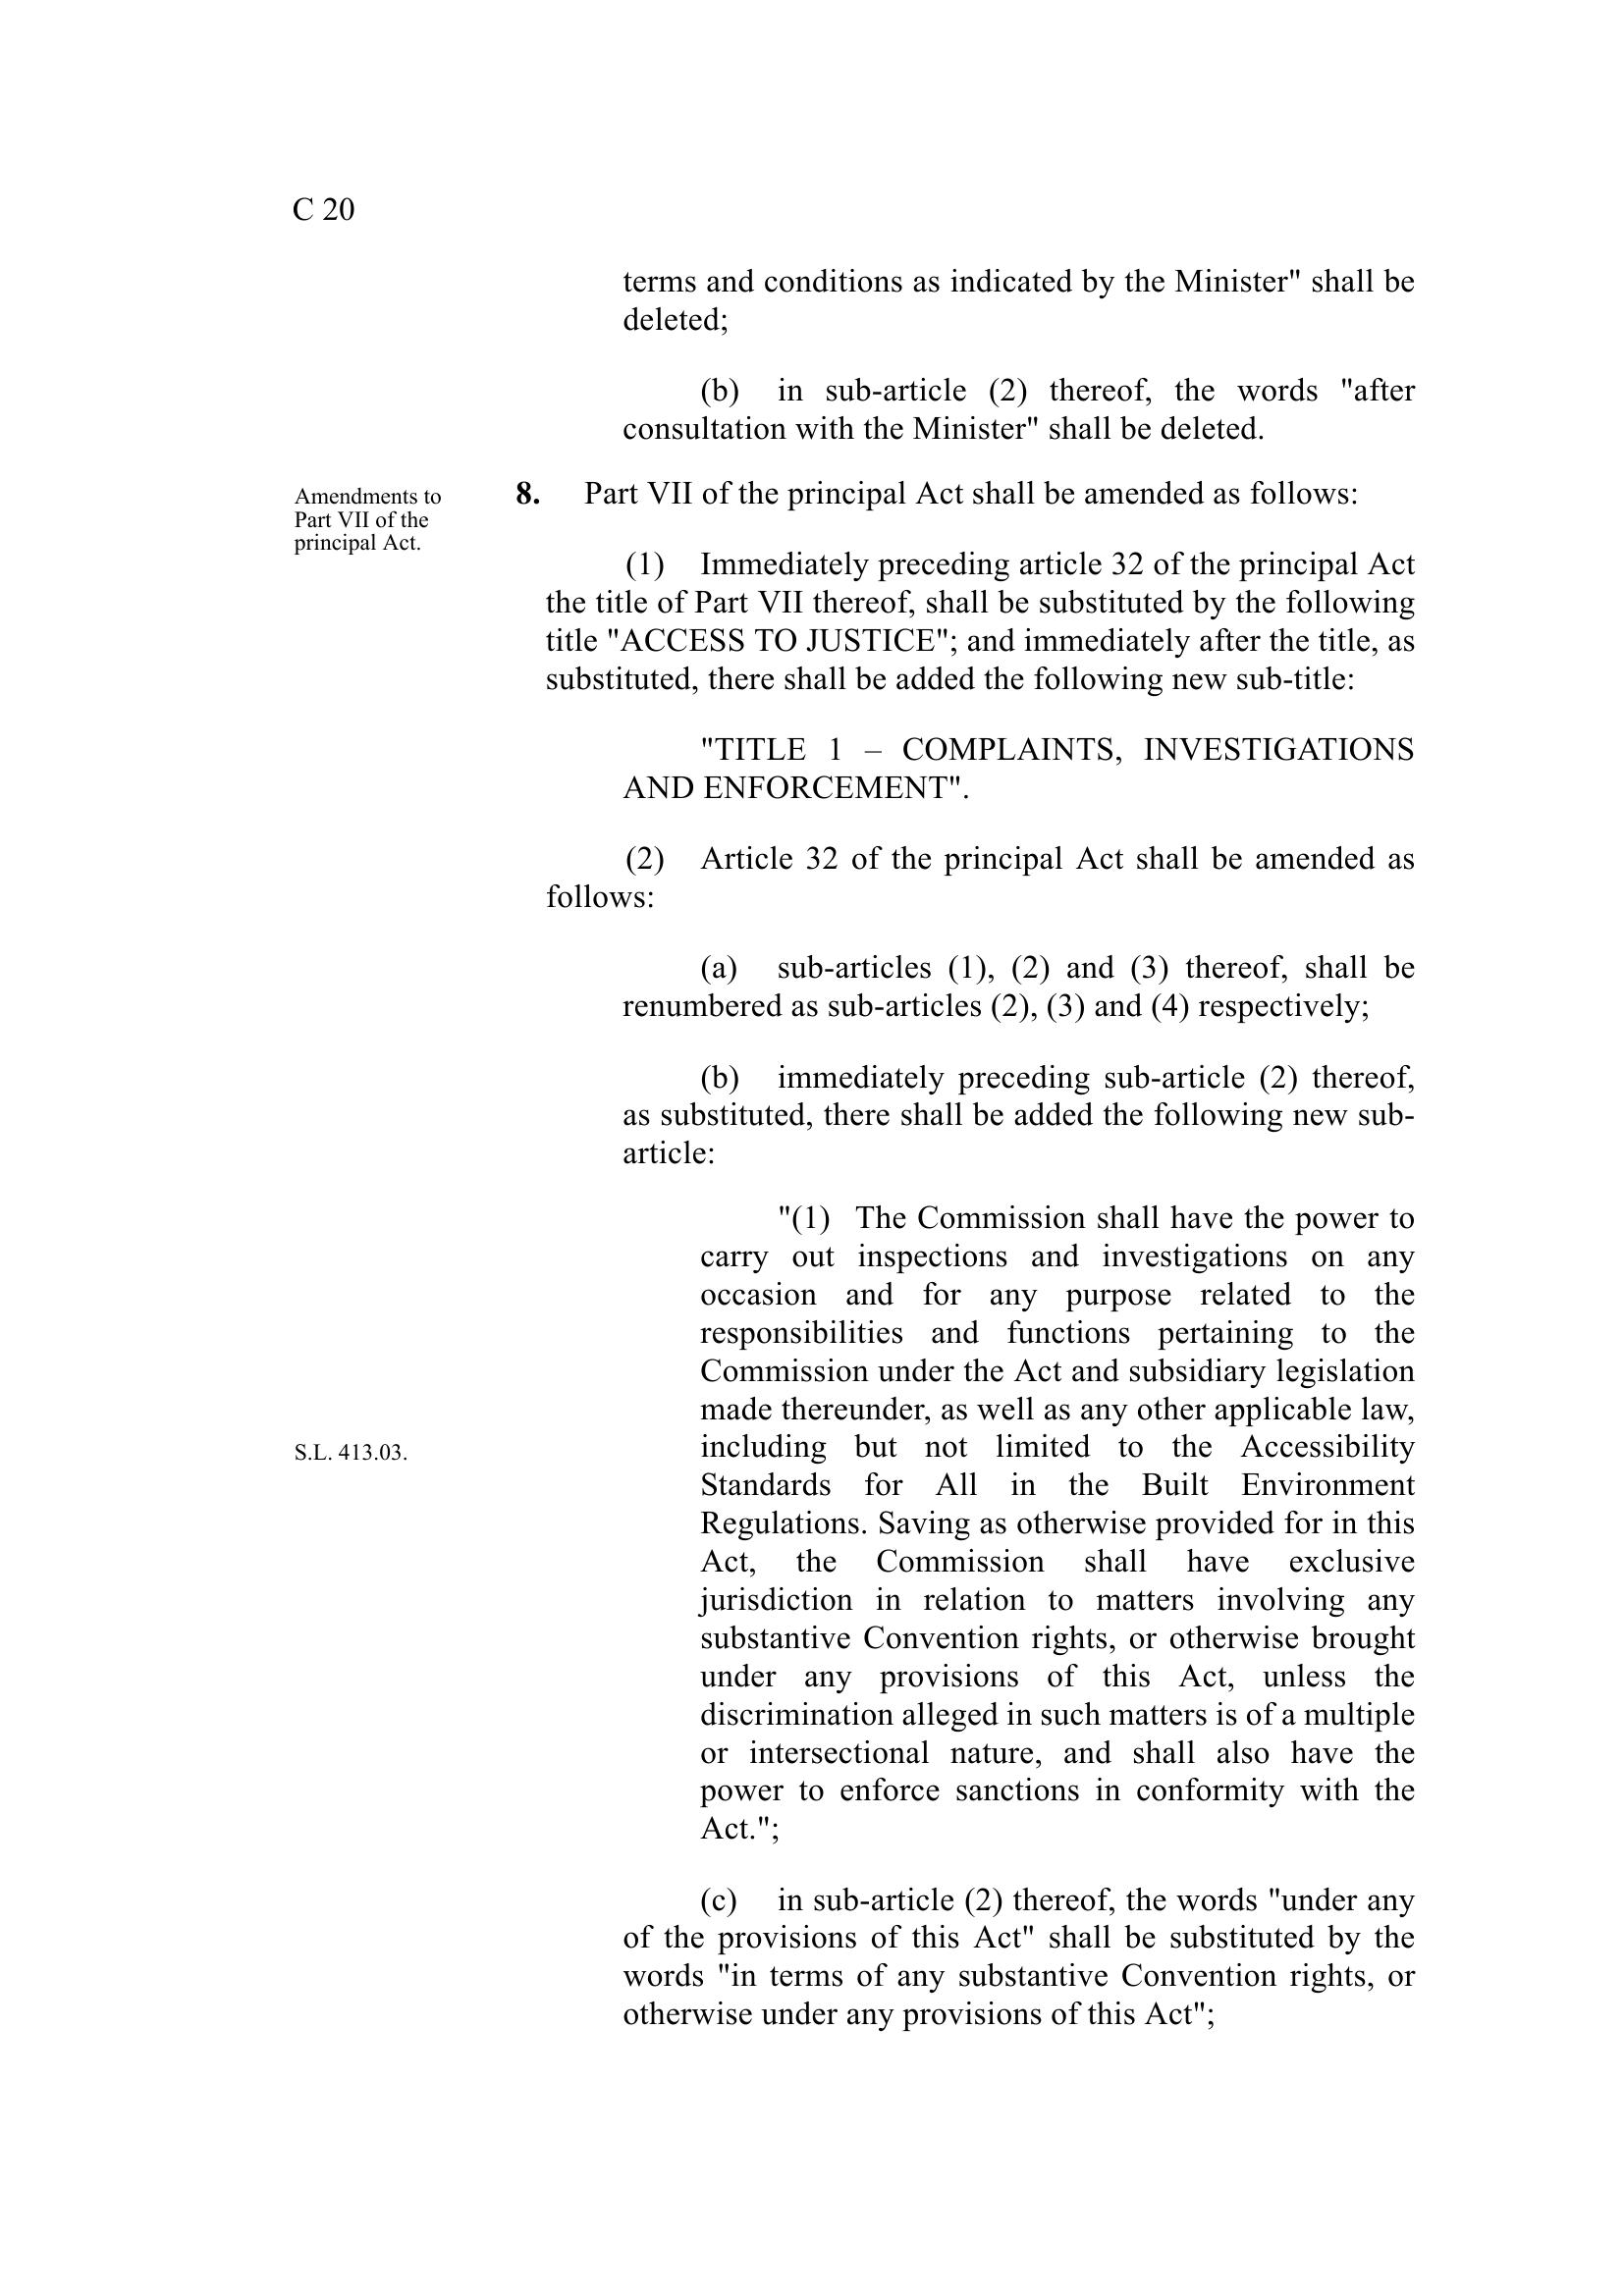 C 20
terms and conditions as indicated by the Minister" shall be
deleted;
(b) in sub-article (2) thereof, the words "after
consultation with the Minister" shall be deleted.
Amendments to
Part VII of the
principal Act.
8. Part VII of the principal Act shall be amended as follows:
(1) Immediately preceding article 32 of the principal Act
the title of Part VII thereof, shall be substituted by the following
title "ACCESS TO JUSTICE"; and immediately after the title, as
substituted, there shall be added the following new sub-title:
"TITLE 1 – COMPLAINTS, INVESTIGATIONS
AND ENFORCEMENT".
(2) Article 32 of the principal Act shall be amended as
follows:
(a) sub-articles (1), (2) and (3) thereof, shall be
renumbered as sub-articles (2), (3) and (4) respectively;
(b) immediately preceding sub-article (2) thereof,
as substituted, there shall be added the following new sub-
article:
"(1) The Commission shall have the power to
carry out inspections and investigations on any
occasion and for any purpose related to the
responsibilities and functions pertaining to the
Commission under the Act and subsidiary legislation
made thereunder, as well as any other applicable law,
S.L. 413.03.
including but not limited to the Accessibility
Standards for All in the Built Environment
Regulations. Saving as otherwise provided for in this
Act, the Commission shall have exclusive
jurisdiction in relation to matters involving any
substantive Convention rights, or otherwise brought
under any provisions of this Act, unless the
discrimination alleged in such matters is of a multiple
or intersectional nature, and shall also have the
power to enforce sanctions in conformity with the
Act.";
(c) in sub-article (2) thereof, the words "under any
of the provisions of this Act" shall be substituted by the
words "in terms of any substantive Convention rights, or
otherwise under any provisions of this Act";